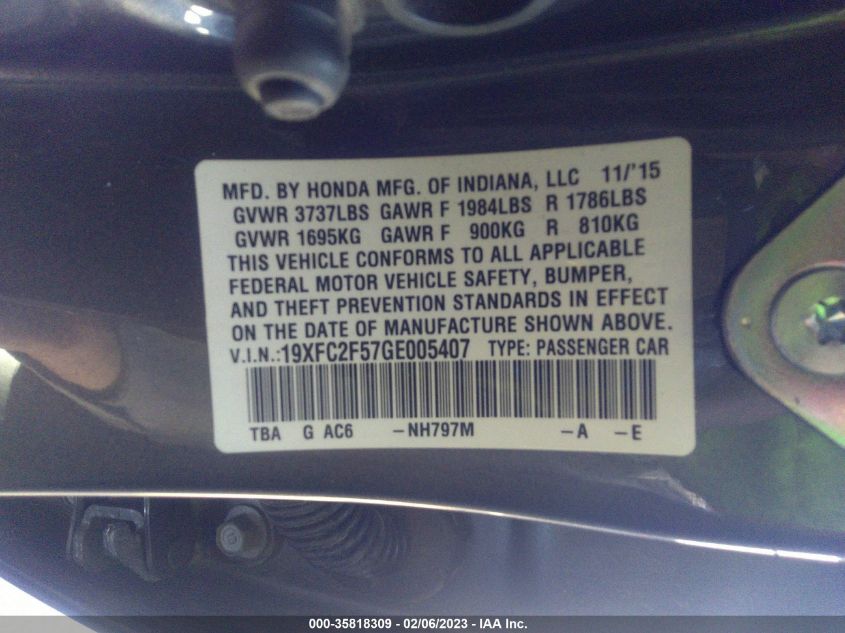 MFD. BY HONDA MFG. OF INDIANA, LLC 11/'15
GVWR 3737LBS GAWR F 1984LBS R 1786LBS
GVWR 1695KG GAWR F 900KG R 810KG
THIS VEHICLE CONFORMS TO ALL APPLICABLE
FEDERAL MOTOR VEHICLE SAFETY, BUMPER,
AND THEFT PREVENTION STANDARDS IN EFFECT
ON THE DATE OF MANUFACTURE SHOWN ABOVE.
V.I.N.:19XFC2F57GE005407 TYPE: PASSENGER CAR
TBA G AC6 -NH797M -A -E
000-35818309 - 02/06/2023 - IAA Inc.